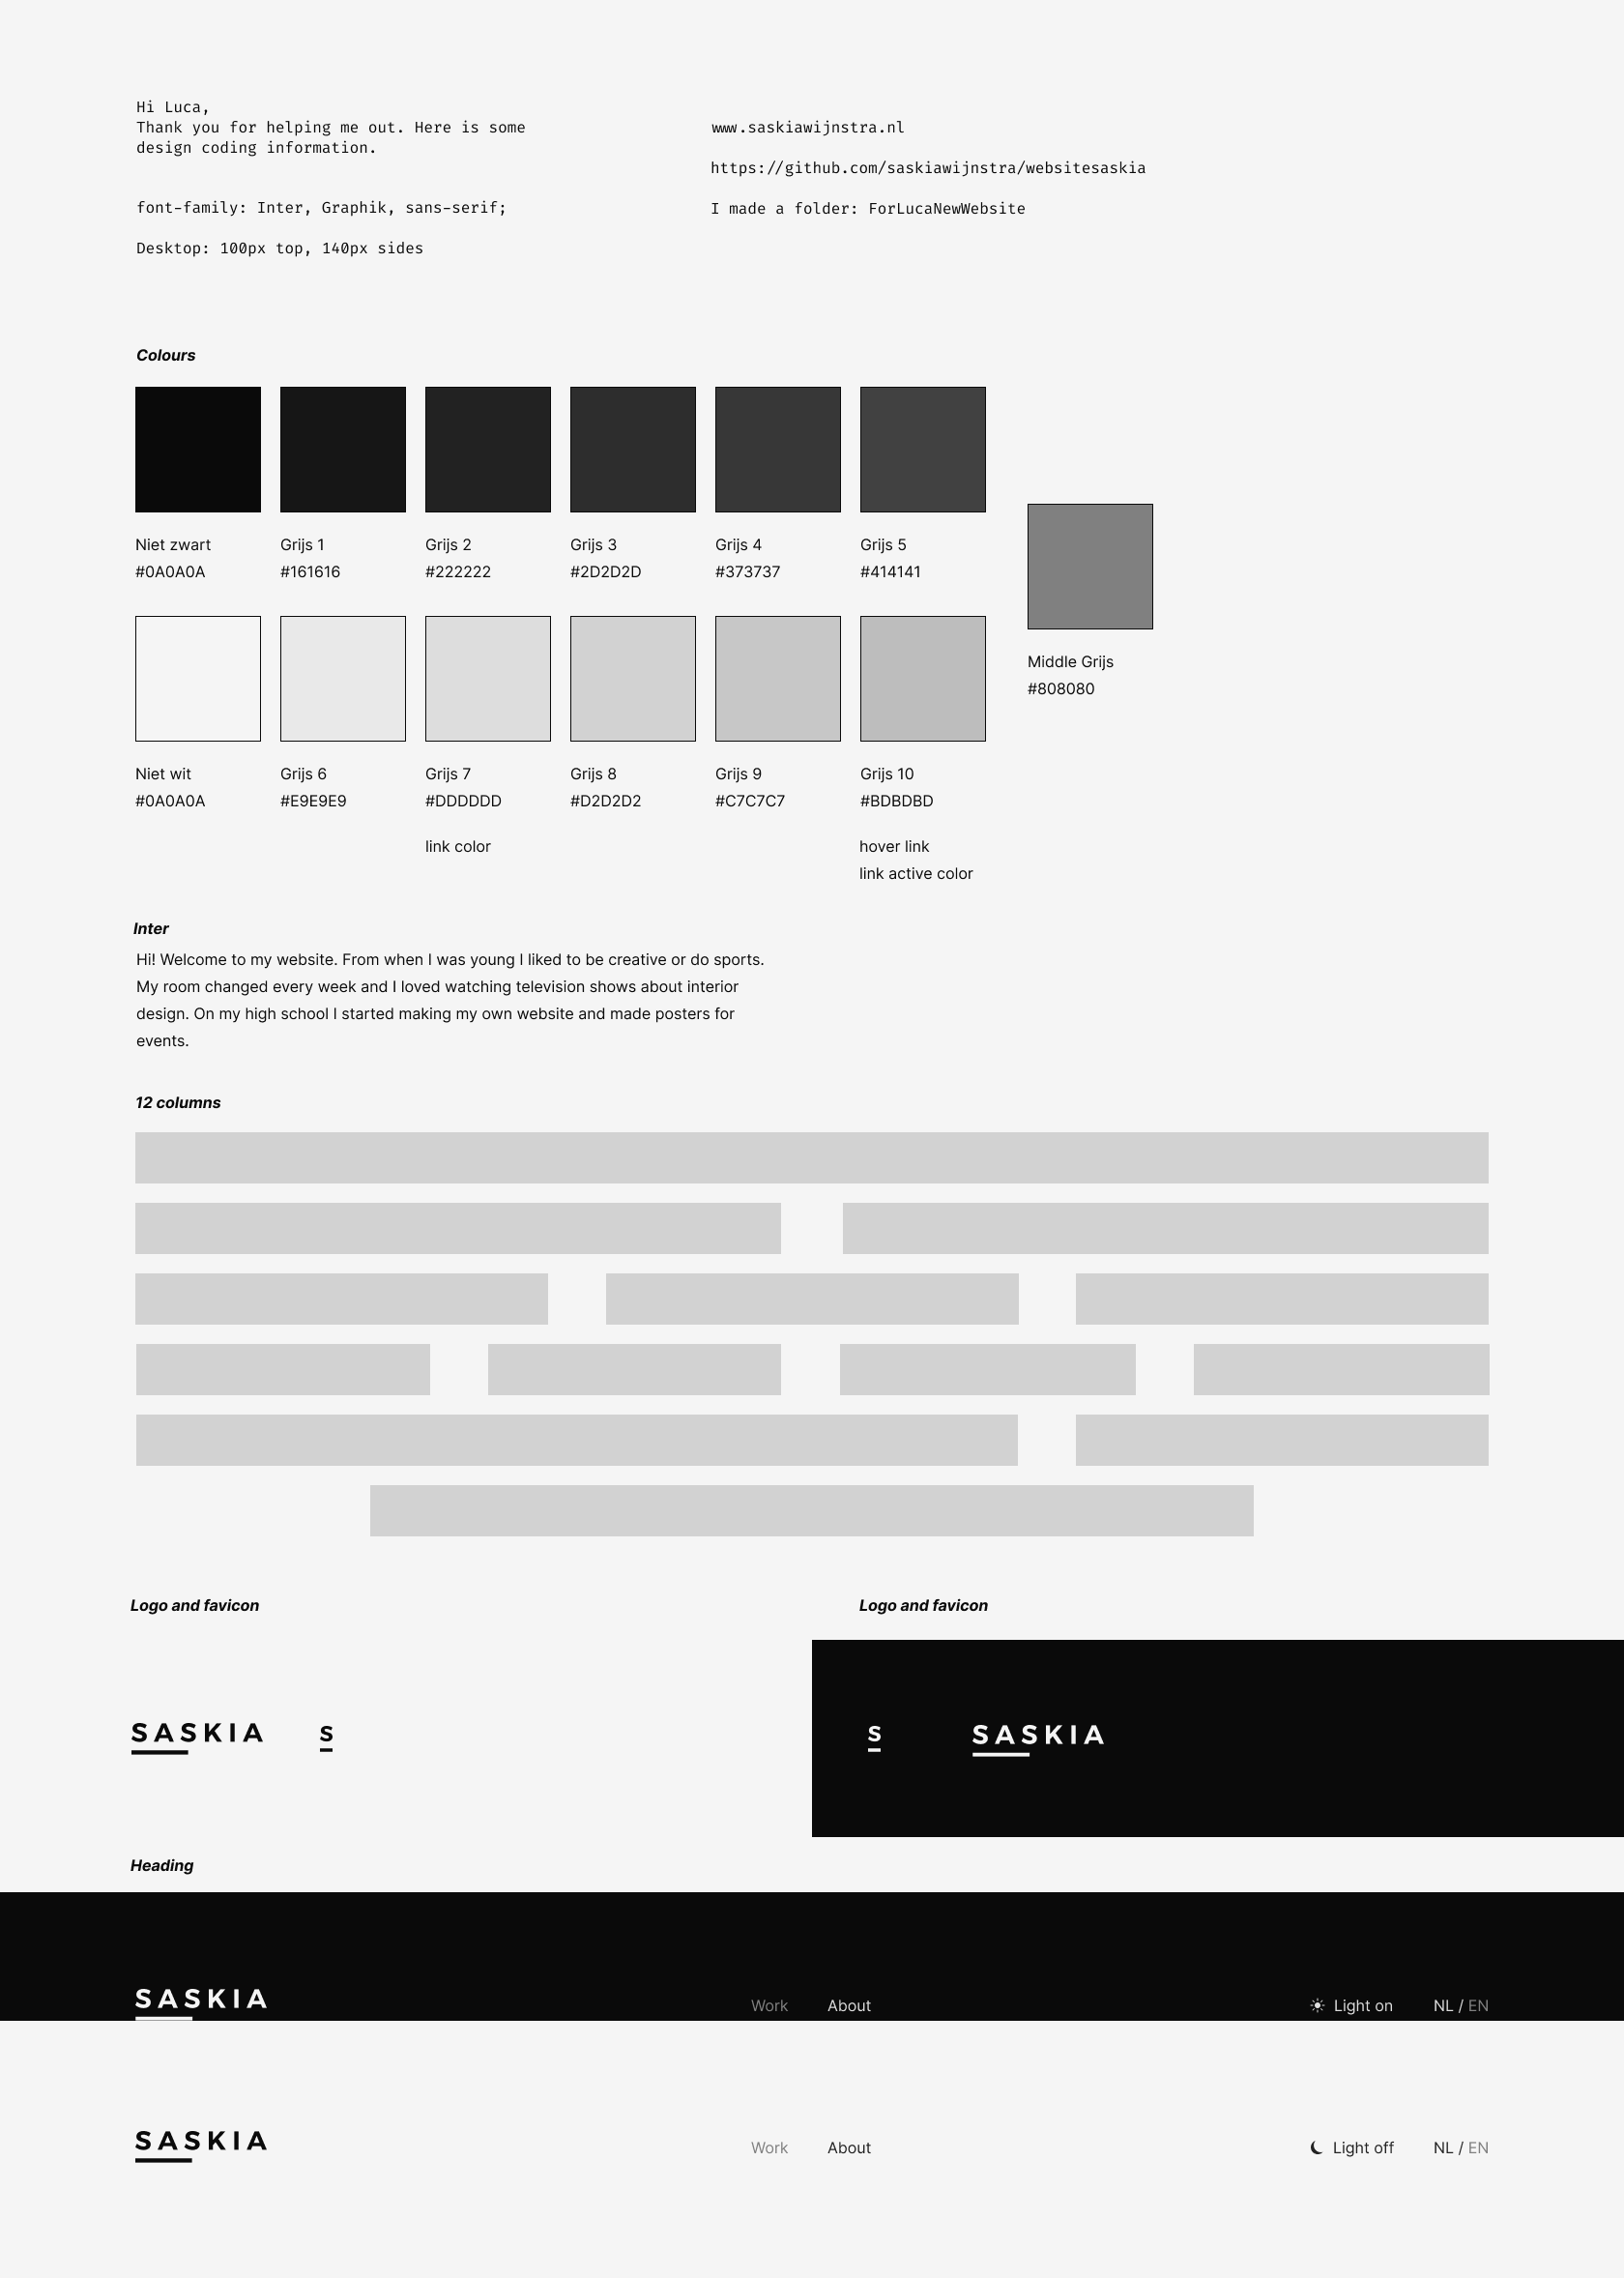 Hi Luca,
Thank you for helping me out. Here is some
design coding information.
font-family: Inter, Graphik, sans-serif;
Desktop: 100px top, 140px sides
www.saskiawijnstra.nl
https://github.com/saskiawijnstra/websitesaskia
I made a folder: ForLucaNewWebsite
Colours
Niet zwart
#0A0A0A
Grijs 1
#161616
Grijs 2
#222222
Grijs 3
#2D2D2D
Grijs 4
#373737
Grijs 5
#414141
Middle Grijs
#808080
Niet wit
#0A0A0A
Grijs 6
#E9E9E9
Grijs 7
#DDDDDD
link color
Grijs 8
#D2D2D2
Grijs 9
#C7C7C7
Grijs 10
#BDBDBD
hover link
link active color
Inter
Hi! Welcome to my website. From when I was young I liked to be creative or do sports.
My room changed every week and I loved watching television shows about interior
design. On my high school I started making my own website and made posters for
events.
12 columns
Logo and favicon
Logo and favicon
SASKIA
S
S
SASKIA
Heading
SASKIA
Work
About
Light on
NL / EN
SASKIA
Work
About
Light off
NL / EN